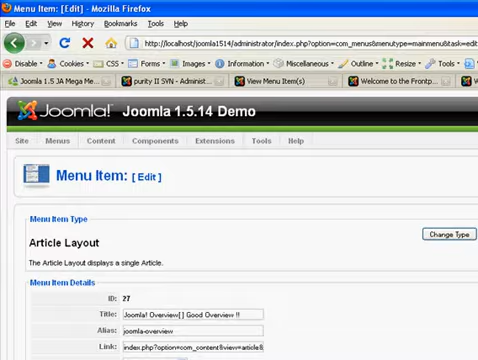 Menu Item: [Edit] - Mozilla Firefox
File Edit View History Bookmarks Tools Help
http://localhost/joomla1514/administrator/index.php?option=com_menus&menutype=mainmenu&task=edit
Disable Cookies CSS Forms Images Information Miscellaneous Outline Resize Tools
Joomla 1.5 JA Mega Me... purity II SVN - Administ... View Menu Item(s) Welcome to the Frontp...
Joomla! Joomla 1.5.14 Demo
Site Menus Content Components Extensions Tools Help
Menu Item: [ Edit ]
Menu Item Type
Change Type
Article Layout
The Article Layout displays a single Article.
Menu Item Details
ID: 27
Title: Joomla! Overview[ ] Good Overview !!
Alias: joomla-overview
Link: index.php?option=com_content&view=article&